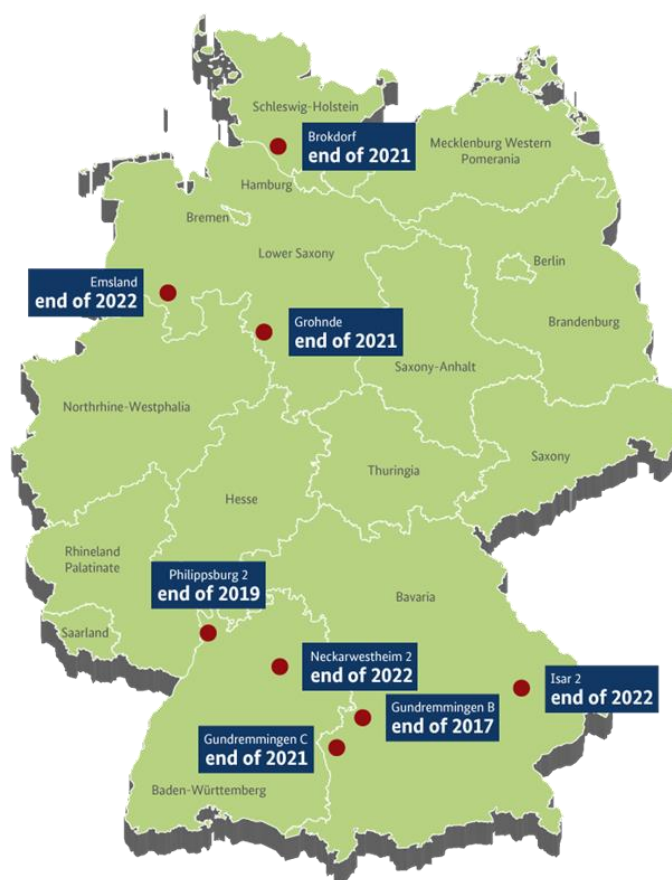 Schleswig-Holstein
Brokdorf
end of 2021
Mecklenburg Western
Pomerania
Hamburg
Bremen
Lower Saxony
Berlin
Emsland
end of 2022
Brandenburg
Grohnde
end of 2021
Saxony-Anhalt
Northrhine-Westphalia
Saxony
Thuringia
Hesse
Rhineland
Palatinate
Philippsburg 2
end of 2019
Bavaria
Saarland
Neckarwestheim 2
end of 2022
Isar 2
end of 2022
Gundremmingen B
end of 2017
Gundremmingen C
end of 2021
Baden-Württemberg